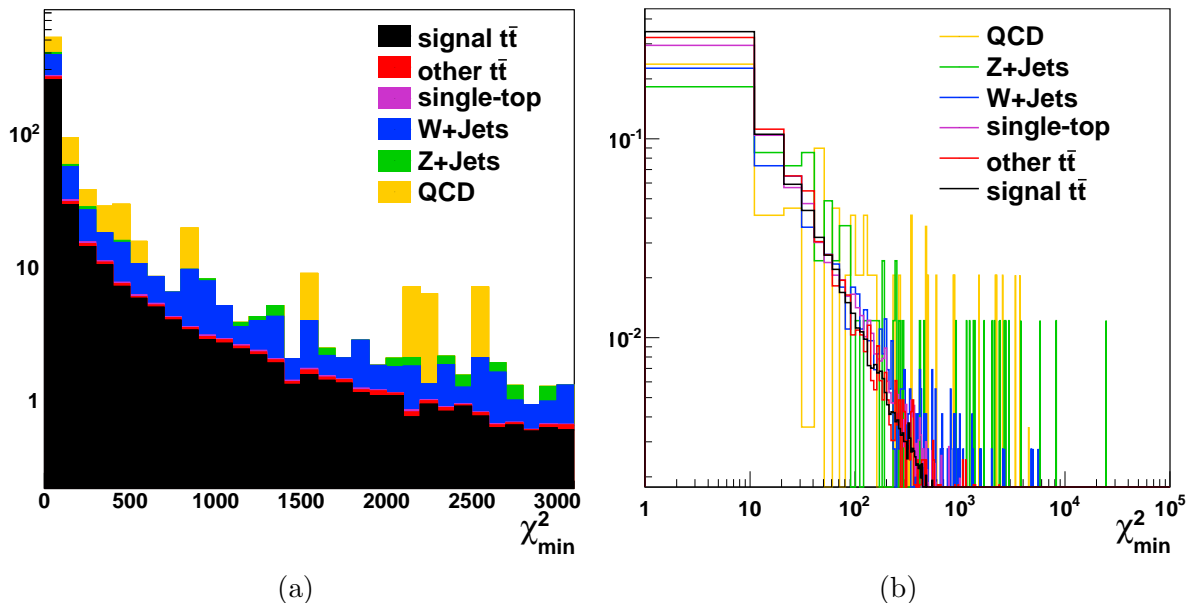 signal tt̄
other tt̄
single-top
W+Jets
Z+Jets
QCD
10²
10
1
0 500 1000 1500 2000 2500 3000
χ²min
(a)
QCD
Z+Jets
W+Jets
single-top
other tt̄
signal tt̄
10⁻¹
10⁻²
1 10 10² 10³ 10⁴ 10⁵
χ²min
(b)